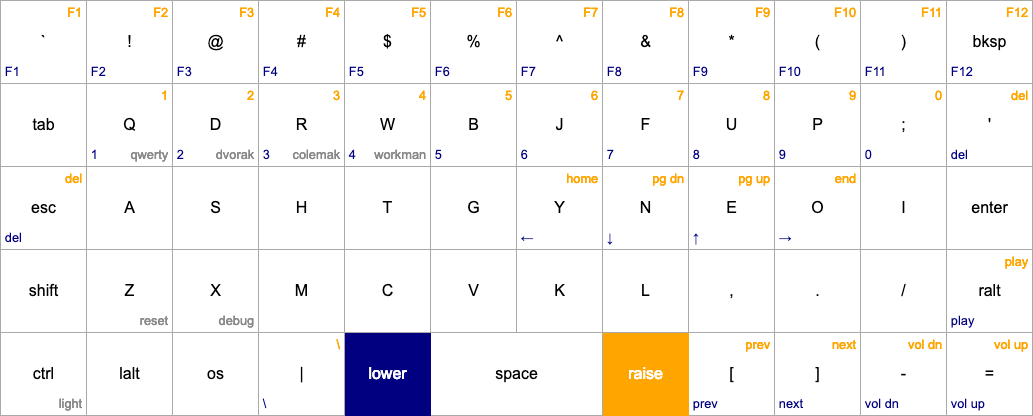 F1 F2 F3 F4 F5 F6 F7 F8 F9 F10 F11 F12
` ! @ # $ % ^ & * ( ) bksp
F1 F2 F3 F4 F5 F6 F7 F8 F9 F10 F11 F12
1 2 3 4 5 6 7 8 9 0 del
tab Q D R W B J F U P ; '
1 qwerty 2 dvorak 3 colemak 4 workman 5 6 7 8 9 0 del
del home pg dn pg up end
esc A S H T G Y N E O I enter
del ← ↓ ↑ →
play
shift Z X M C V K L , . / ralt
reset debug play
\ prev next vol dn vol up
ctrl lalt os | lower space raise [ ] - =
light \ prev next vol dn vol up